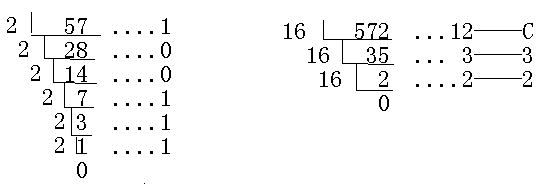 2 57 ....1
2 28 ....0
2 14 ....0
2 7 ....1
2 3 ....1
2 1 ....1
0
16 572 ...12——C
16 35 ... 3——3
16 2 ....2——2
0